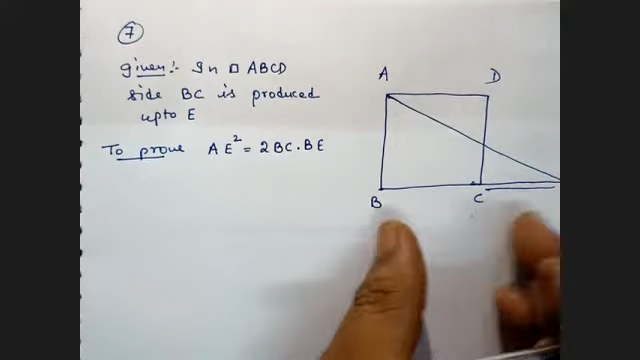 7
given :- In □ ABCD
side BC is produced
upto E
To prove AE² = 2BC.BE
A
D
B
C